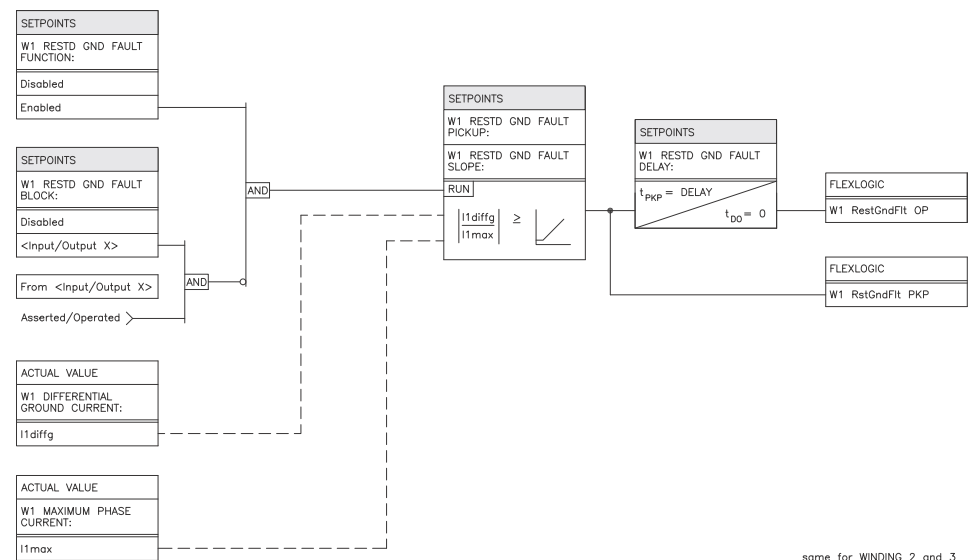 SETPOINTS
W1 RESTD GND FAULT
FUNCTION:
Disabled
Enabled
SETPOINTS
W1 RESTD GND FAULT
BLOCK:
Disabled
<Input/Output X>
From <Input/Output X>
Asserted/Operated
AND
AND
ACTUAL VALUE
W1 DIFFERENTIAL
GROUND CURRENT:
I1diffg
ACTUAL VALUE
W1 MAXIMUM PHASE
CURRENT:
I1max
SETPOINTS
W1 RESTD GND FAULT
PICKUP:
W1 RESTD GND FAULT
SLOPE:
RUN
|I1diffg
I1max| ≥
SETPOINTS
W1 RESTD GND FAULT
DELAY:
tPKP = DELAY
tDO = 0
FLEXLOGIC
W1 RestGndFlt OP
FLEXLOGIC
W1 RstGndFlt PKP
same for WINDING 2 and 3